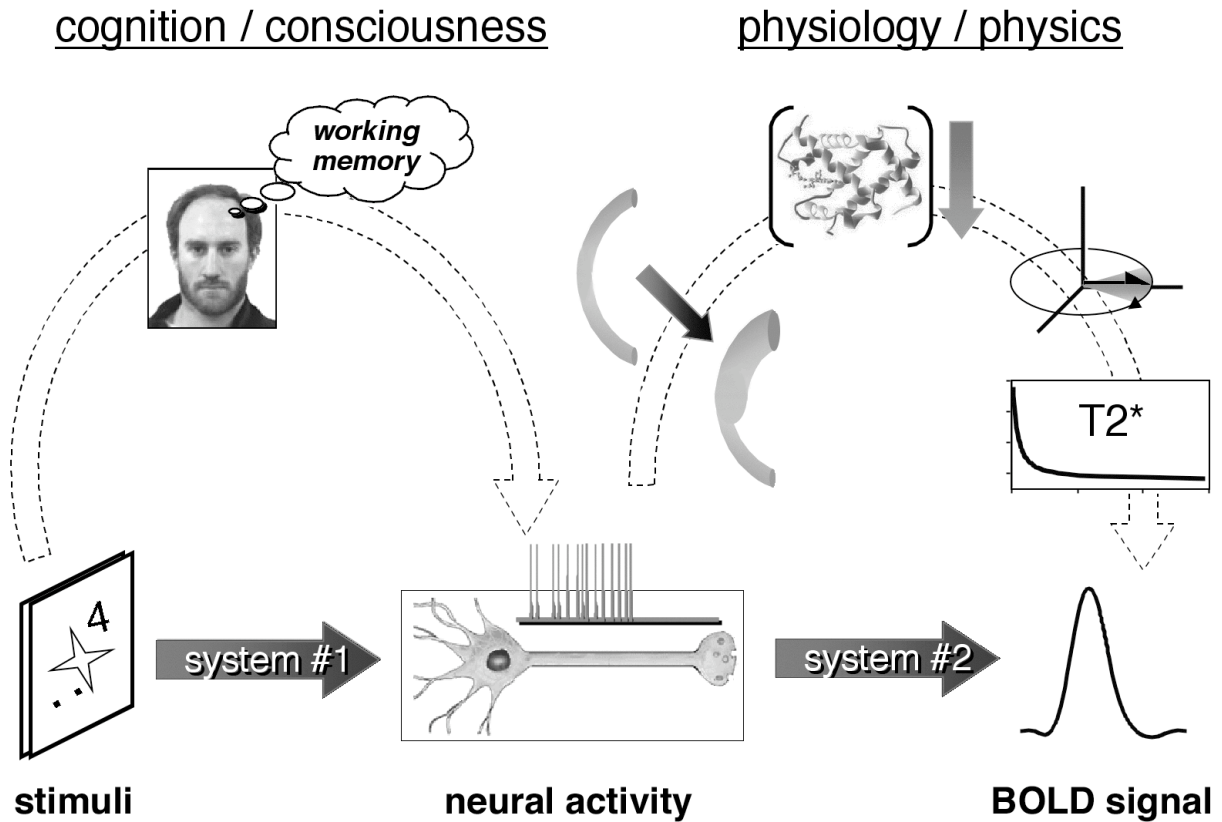 cognition / consciousness
physiology / physics
working
memory
T2*
4
system #1
system #2
stimuli
neural activity
BOLD signal